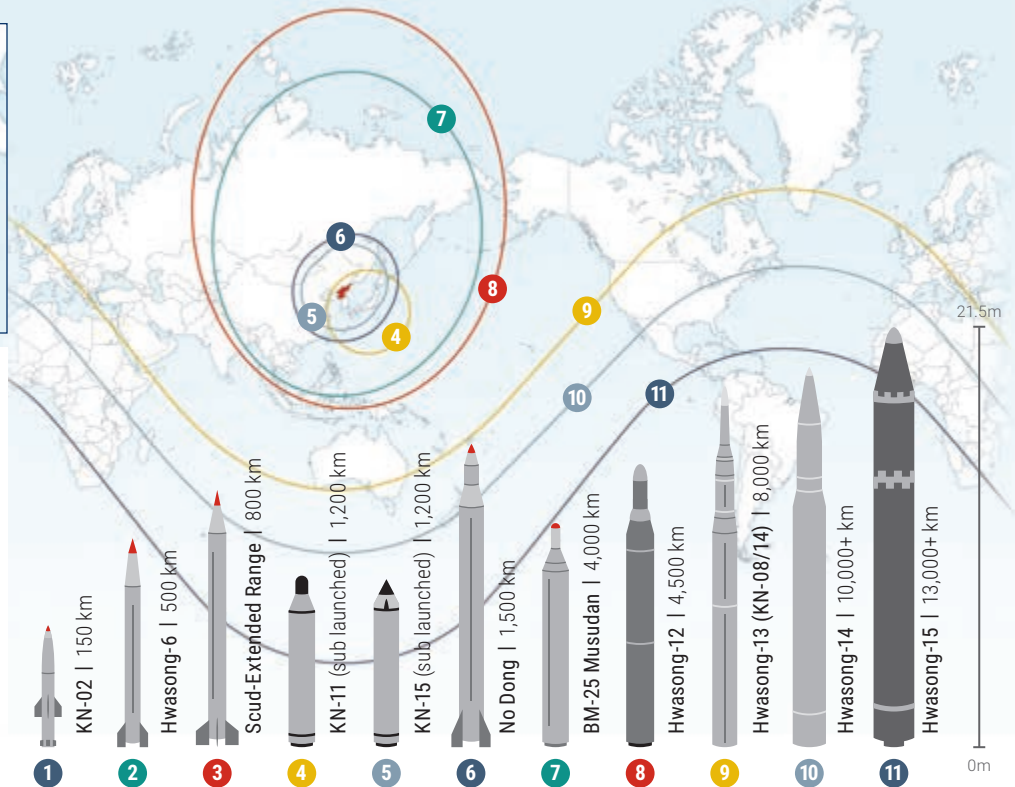 7
6
8
5
4
9
10
11
21.5m
0m
KN-02 | 150 km
Hwasong-6 | 500 km
Scud-Extended Range | 800 km
KN-11 (sub launched) | 1,200 km
KN-15 (sub launched) | 1,200 km
No Dong | 1,500 km
BM-25 Musudan | 4,000 km
Hwasong-12 | 4,500 km
Hwasong-13 (KN-08/14) | 8,000 km
Hwasong-14 | 10,000+ km
Hwasong-15 | 13,000+ km
1 2 3 4 5 6 7 8 9 10 11